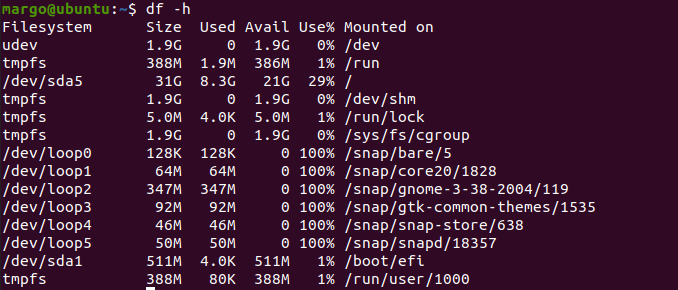 margo@ubuntu:~$ df -h
Filesystem      Size  Used Avail Use% Mounted on
udev            1.9G     0  1.9G   0% /dev
tmpfs           388M  1.9M  386M   1% /run
/dev/sda5        31G  8.3G   21G  29% /
tmpfs           1.9G     0  1.9G   0% /dev/shm
tmpfs           5.0M  4.0K  5.0M   1% /run/lock
tmpfs           1.9G     0  1.9G   0% /sys/fs/cgroup
/dev/loop0      128K  128K     0 100% /snap/bare/5
/dev/loop1       64M   64M     0 100% /snap/core20/1828
/dev/loop2      347M  347M     0 100% /snap/gnome-3-38-2004/119
/dev/loop3       92M   92M     0 100% /snap/gtk-common-themes/1535
/dev/loop4       46M   46M     0 100% /snap/snap-store/638
/dev/loop5       50M   50M     0 100% /snap/snapd/18357
/dev/sda1       511M  4.0K  511M   1% /boot/efi
tmpfs           388M   80K  388M   1% /run/user/1000